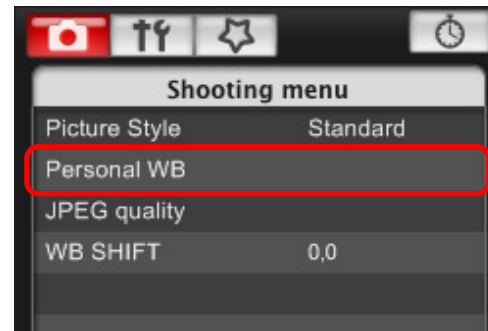 Shooting menu
Picture Style Standard
Personal WB
JPEG quality
WB SHIFT 0,0